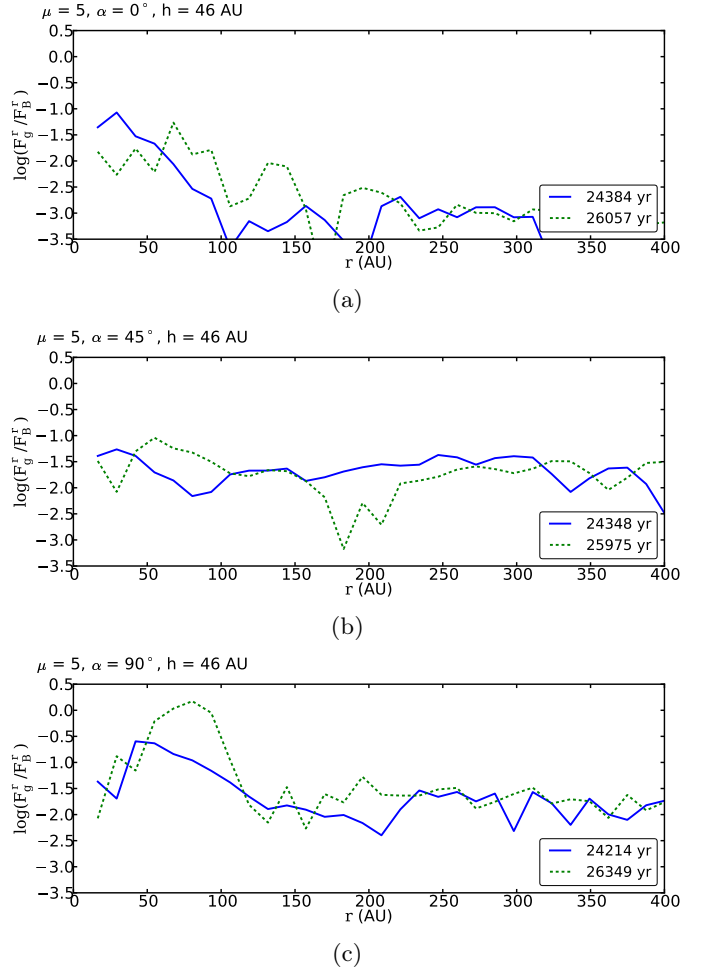 μ = 5, α = 0°, h = 46 AU
0.5
0.0
−0.5
−1.0
−1.5
−2.0
−2.5
−3.0
−3.5
log(F_g^r/F_B^r)
24384 yr
26057 yr
0 50 100 150 200 250 300 350 400
r (AU)
(a)
μ = 5, α = 45°, h = 46 AU
0.5
0.0
−0.5
−1.0
−1.5
−2.0
−2.5
−3.0
−3.5
log(F_g^r/F_B^r)
24348 yr
25975 yr
0 50 100 150 200 250 300 350 400
r (AU)
(b)
μ = 5, α = 90°, h = 46 AU
0.5
0.0
−0.5
−1.0
−1.5
−2.0
−2.5
−3.0
−3.5
log(F_g^r/F_B^r)
24214 yr
26349 yr
0 50 100 150 200 250 300 350 400
r (AU)
(c)